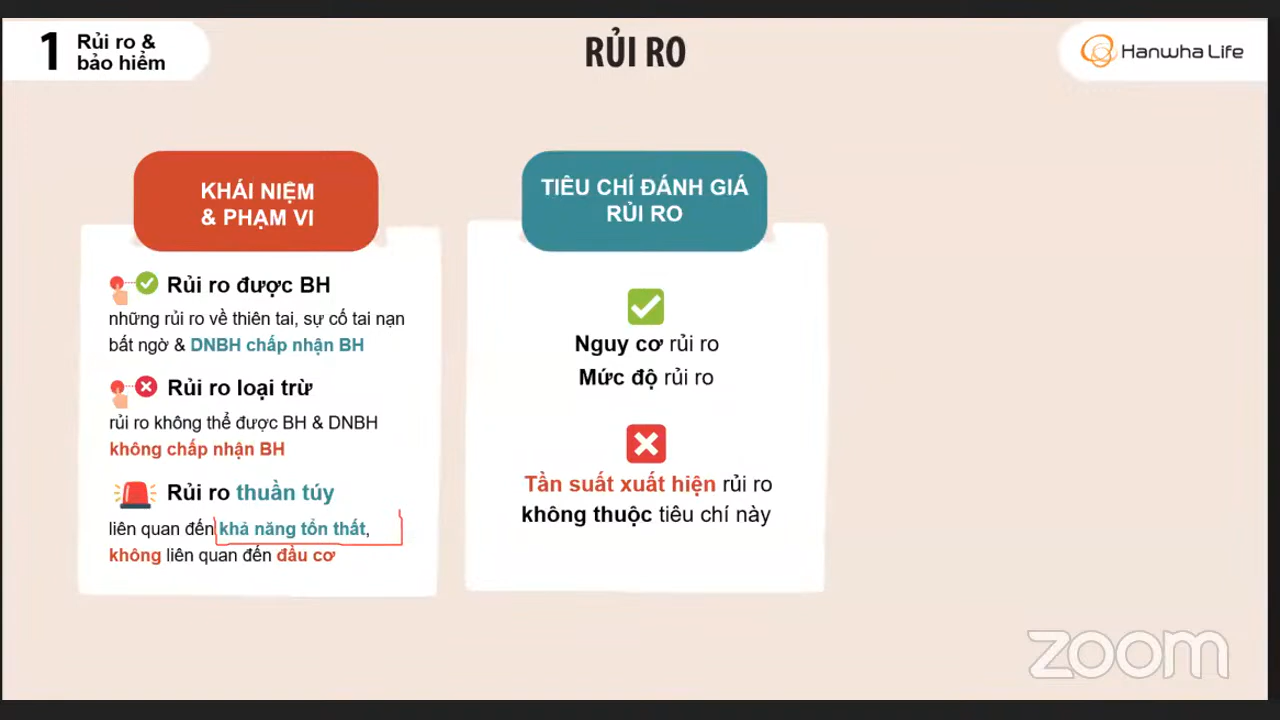 1
Rủi ro &
bảo hiểm
RỦI RO
Hanwha Life
KHÁI NIỆM
& PHẠM VI
Rủi ro được BH
những rủi ro về thiên tai, sự cố tai nạn
bất ngờ & DNBH chấp nhận BH
Rủi ro loại trừ
rủi ro không thể được BH & DNBH
không chấp nhận BH
Rủi ro thuần túy
liên quan đến khả năng tổn thất,
không liên quan đến đầu cơ
TIÊU CHÍ ĐÁNH GIÁ
RỦI RO
Nguy cơ rủi ro
Mức độ rủi ro
Tần suất xuất hiện rủi ro
không thuộc tiêu chí này
zoom